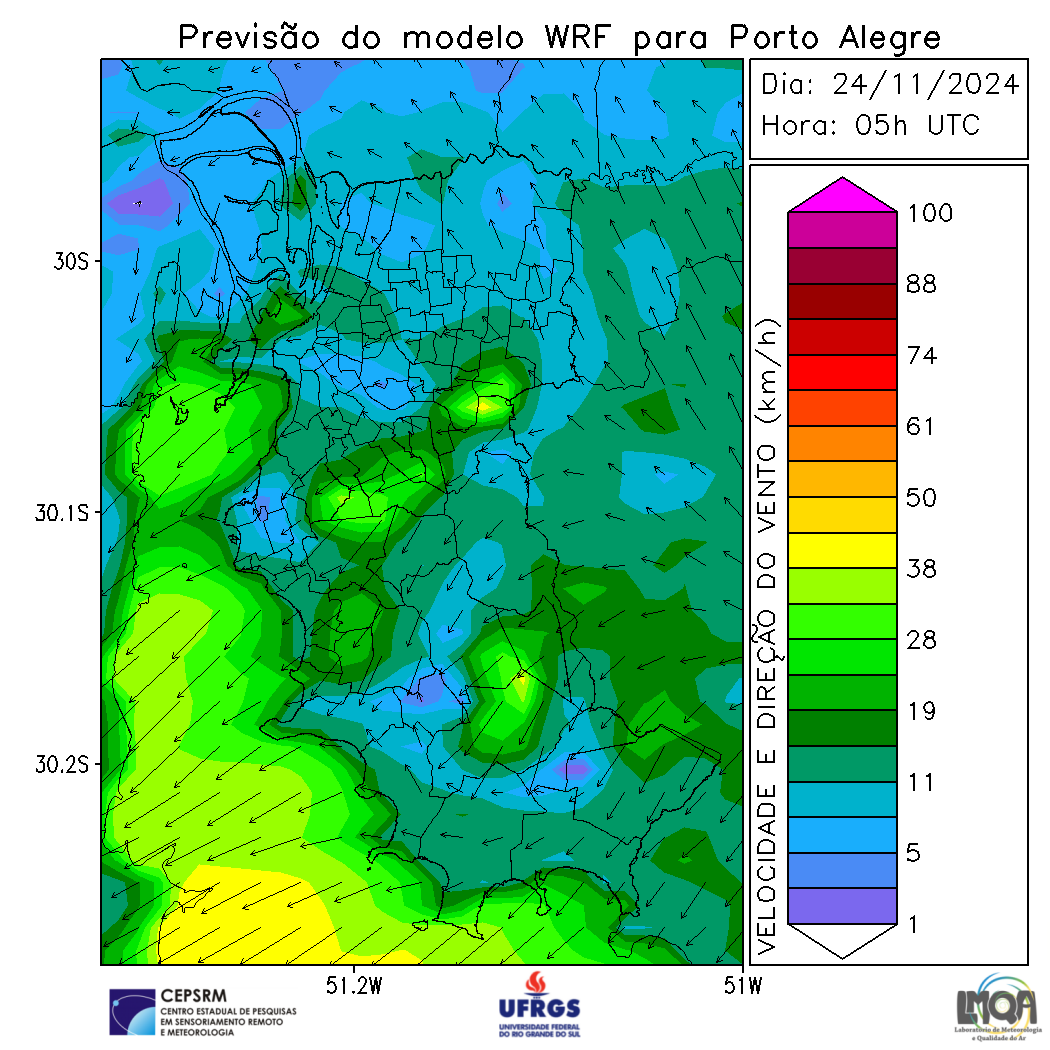 Previsão do modelo WRF para Porto Alegre
Dia: 24/11/2024
Hora: 05h UTC
30S
30.1S
30.2S
51.2W
51W
VELOCIDADE E DIREÇÃO DO VENTO (km/h)
100
88
74
61
50
38
28
19
11
5
1
CEPSRM
CENTRO ESTADUAL DE PESQUISAS
EM SENSORIAMENTO REMOTO
E METEOROLOGIA
UFRGS
UNIVERSIDADE FEDERAL
DO RIO GRANDE DO SUL
LMQA
Laboratório de Meteorologia
e Qualidade do Ar